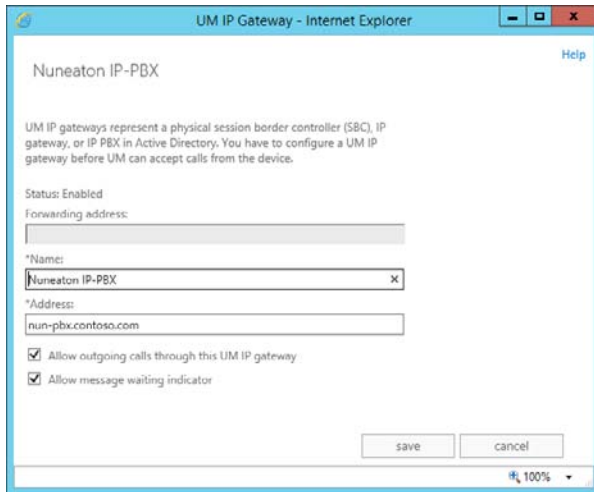 UM IP Gateway - Internet Explorer
Help
Nuneaton IP-PBX
UM IP gateways represent a physical session border controller (SBC), IP
gateway, or IP PBX in Active Directory. You have to configure a UM IP
gateway before UM can accept calls from the device.
Status: Enabled
Forwarding address:
*Name:
Nuneaton IP-PBX
*Address:
nun-pbx.contoso.com
Allow outgoing calls through this UM IP gateway
Allow message waiting indicator
save cancel
100%